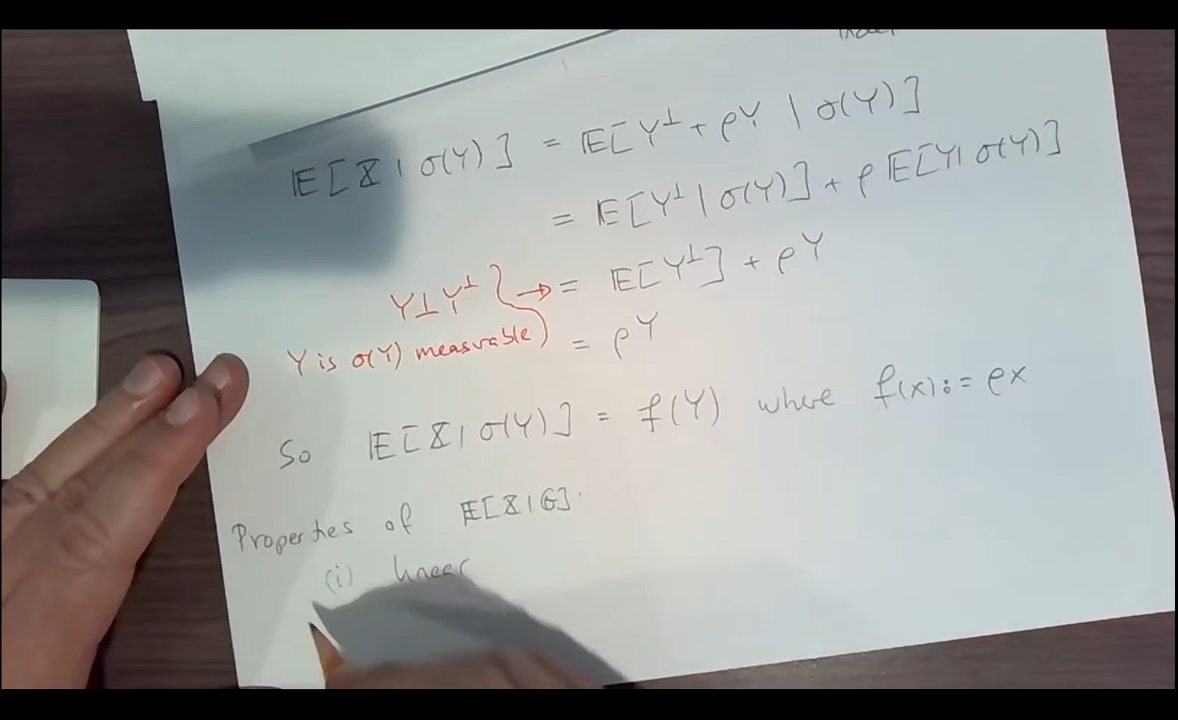 𝔼[X | σ(Y)] = 𝔼[Y⊥ + ρY | σ(Y)]
= 𝔼[Y⊥ | σ(Y)] + ρ 𝔼[Y | σ(Y)]
Y ⊥ Y⊥ } → = 𝔼[Y⊥] + ρY
Y is σ(Y) measurable = ρY
So 𝔼[X | σ(Y)] = f(Y) where f(x) := ρx
Properties of 𝔼[X | G].
(i) linear